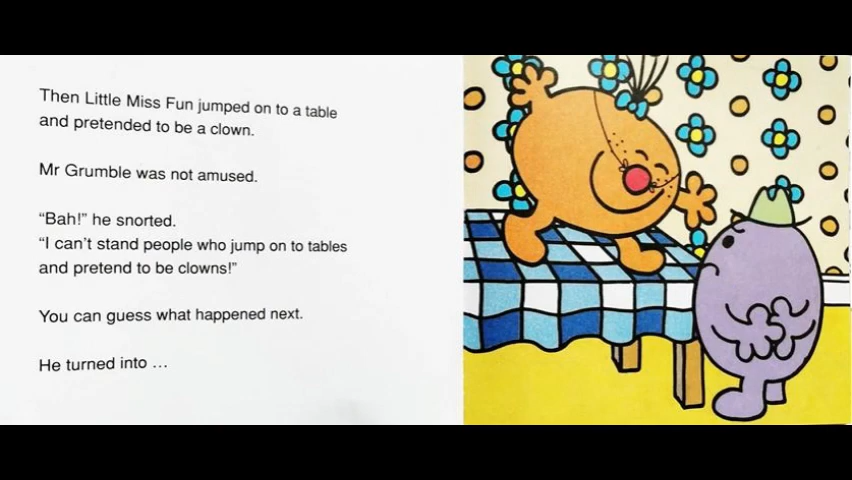 Then Little Miss Fun jumped on to a table
and pretended to be a clown.
Mr Grumble was not amused.
“Bah!” he snorted.
“I can’t stand people who jump on to tables
and pretend to be clowns!”
You can guess what happened next.
He turned into …